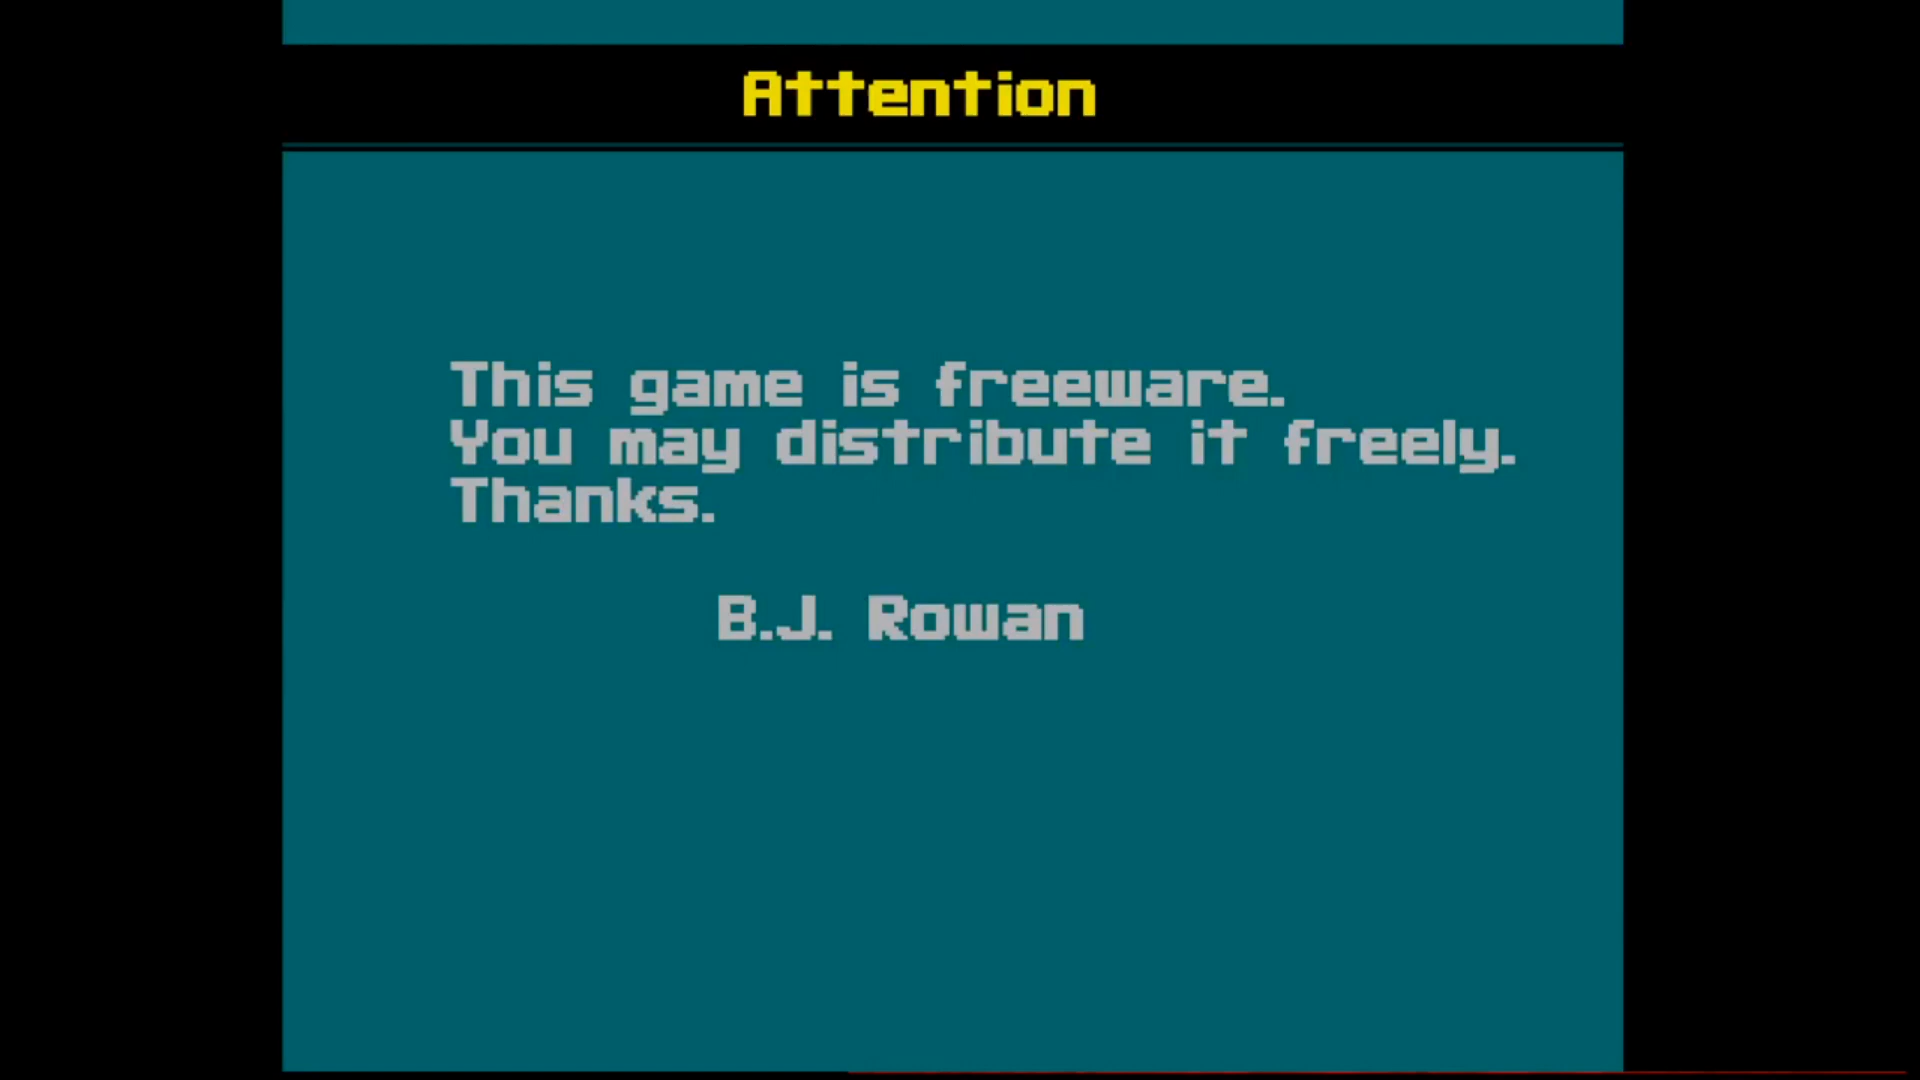 Attention
This game is freeware.
You may distribute it freely.
Thanks.
B.J. Rowan